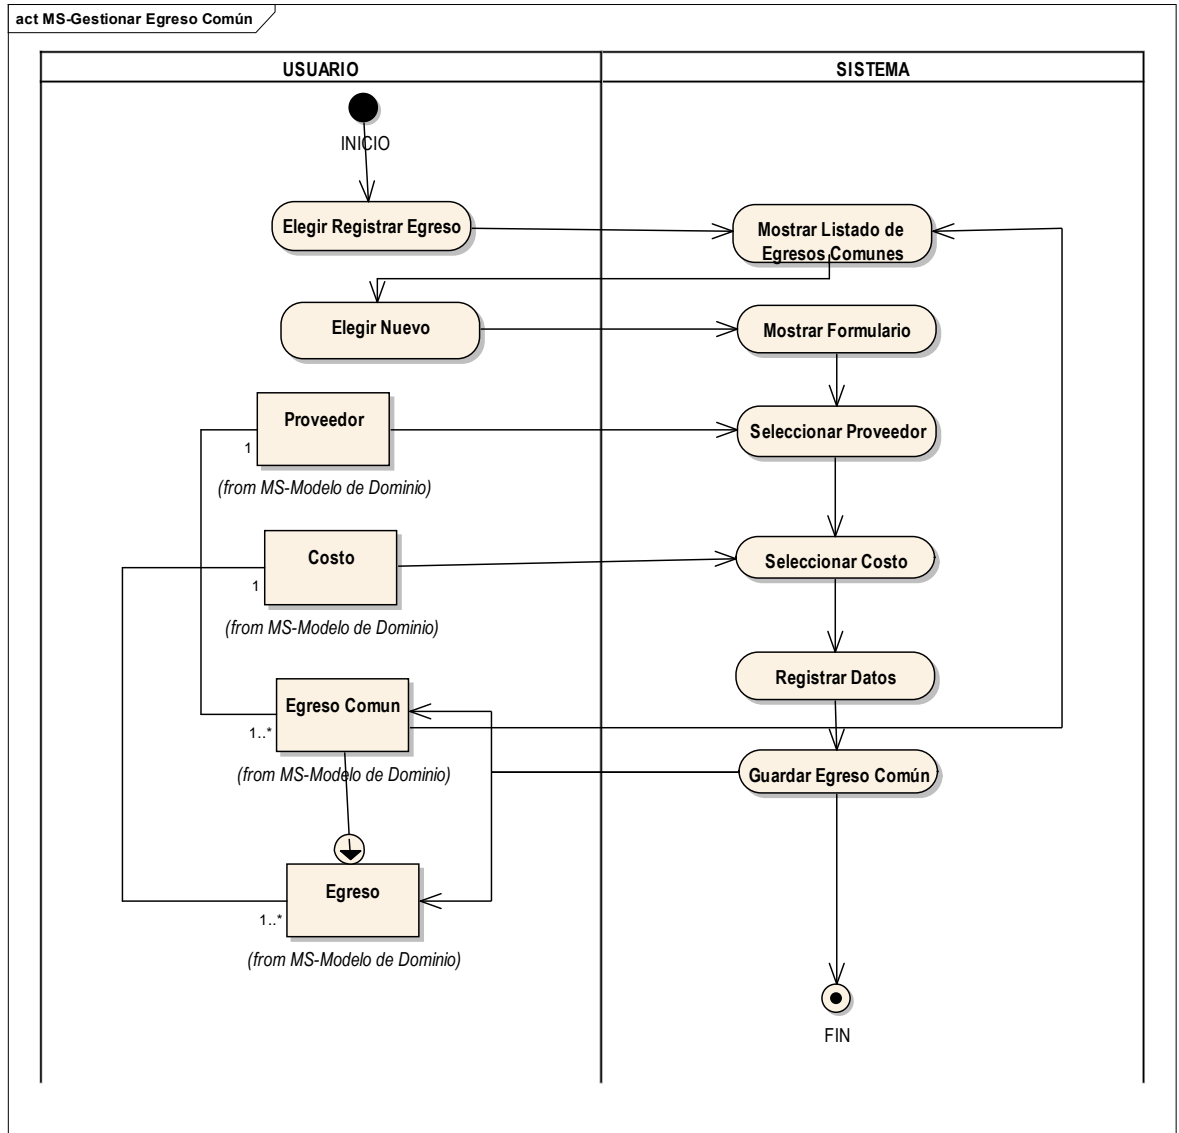 act MS-Gestionar Egreso Común
USUARIO
SISTEMA
INICIO
Elegir Registrar Egreso
Mostrar Listado de
Egresos Comunes
Elegir Nuevo
Mostrar Formulario
Proveedor
1
(from MS-Modelo de Dominio)
Seleccionar Proveedor
Costo
1
(from MS-Modelo de Dominio)
Seleccionar Costo
Egreso Comun
1..*
(from MS-Modelo de Dominio)
Registrar Datos
Guardar Egreso Común
Egreso
1..*
(from MS-Modelo de Dominio)
FIN